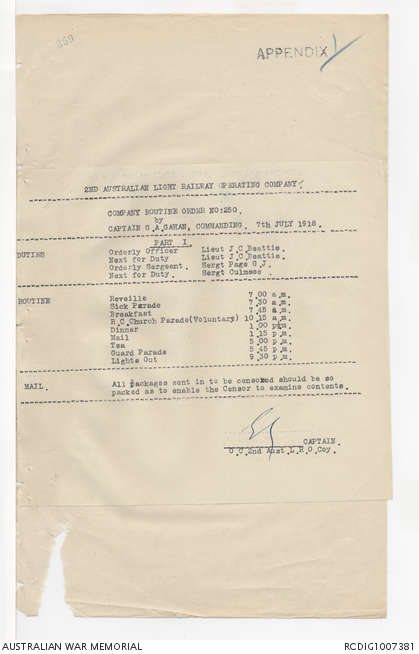 APPENDIX 1
2ND AUSTRALIAN LIGHT RAILWAY OPERATING COMPANY.
COMPANY ROUTINE ORDER NO:250.
by
CAPTAIN G.A.GAHAN, COMMANDING. 7th JULY 1918.
PART I.
DUTIES
Orderly Officer Lieut J.C.Beattie.
Next for Duty Lieut J.C.Beattie.
Orderly Sergeant. Sergt Page G.J.
Next for Duty. Sergt Culness.
ROUTINE
Reveille 7.00 a.m.
Sick Parade 7.30 a.m.
Breakfast 7.45 a.m.
R.C.Church Parade(Voluntary) 10.15 a.m.
Dinner 1.00 p.m.
Mail 1.15 p.m.
Tea 5.00 p.m.
Guard Parade 5.45 p.m.
Lights Out 9.30 p.m.
MAIL. All packages sent in to be censored should be so
packed as to enable the Censor to examine contents.
CAPTAIN.
O.C.2nd Aust.L.R.O.Coy.
AUSTRALIAN WAR MEMORIAL
RCDIG1007381